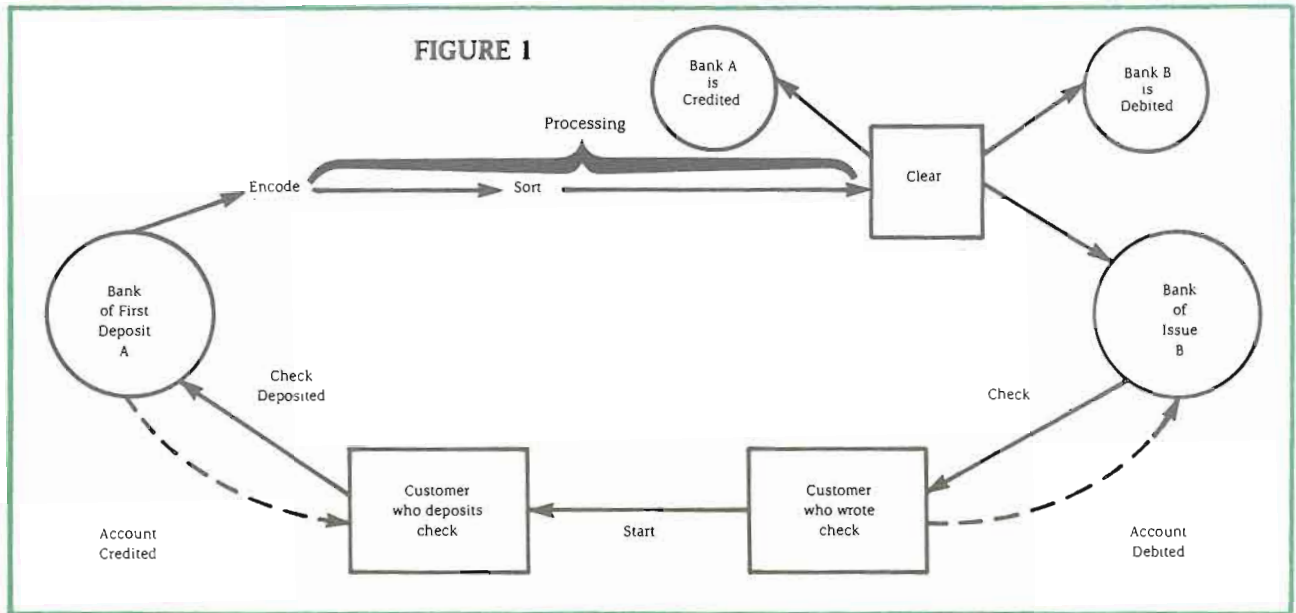 FIGURE 1
Bank A
is
Credited
Bank B
is
Debited
Processing
Encode
Sort
Clear
Bank
of First
Deposit
A
Bank
of
Issue
B
Check
Deposited
Check
Customer
who deposits
check
Customer
who wrote
check
Start
Account
Credited
Account
Debited